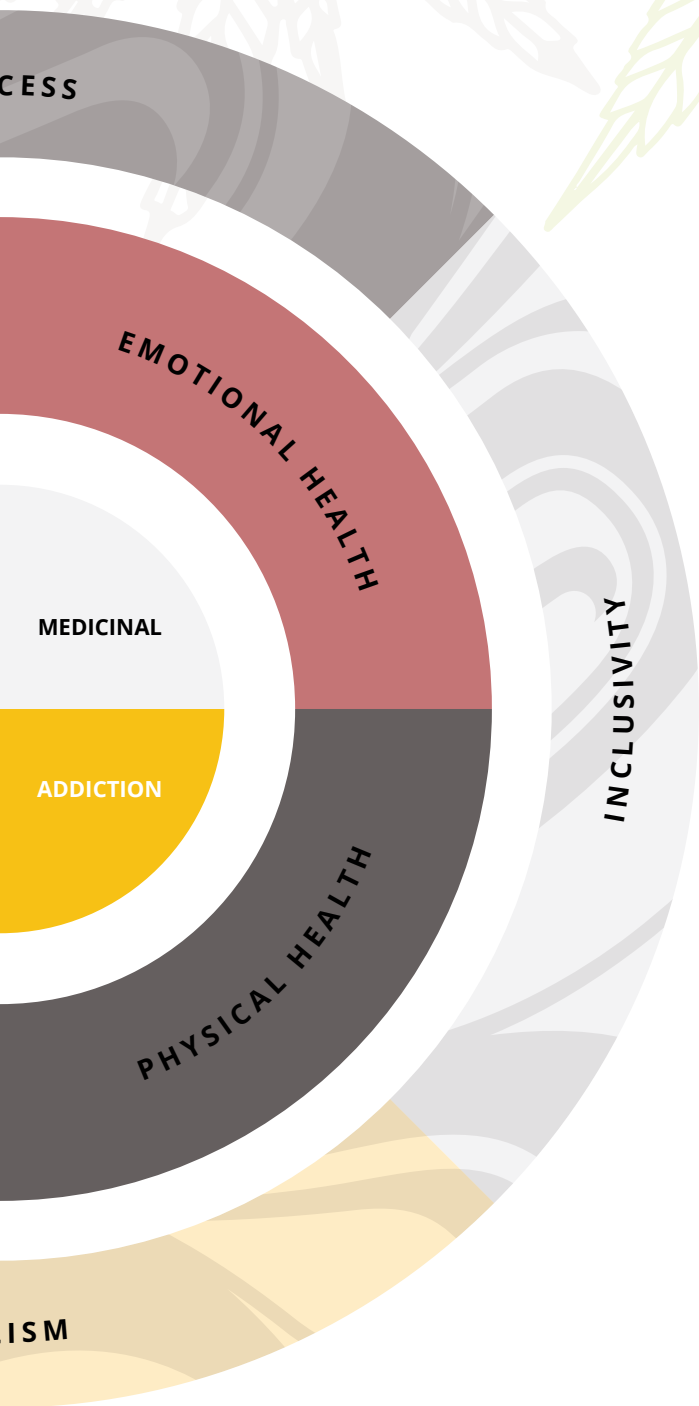 CESS
EMOTIONAL HEALTH
MEDICINAL
INCLUSIVITY
ADDICTION
PHYSICAL HEALTH
ISM